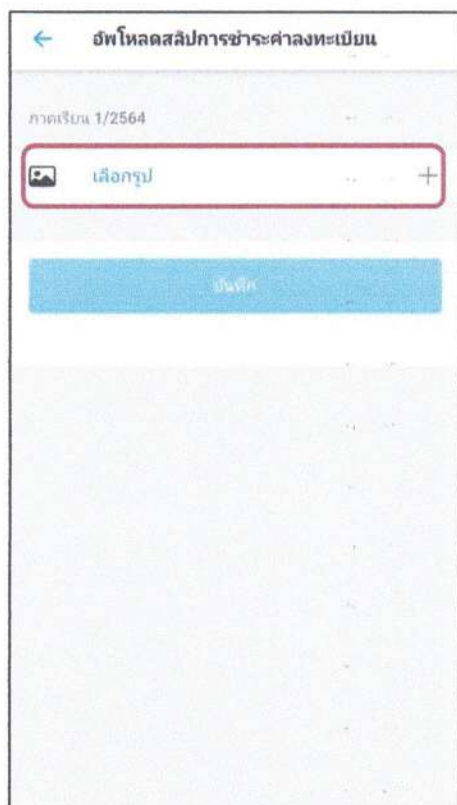 อัพโหลดสลิปการชำระค่าลงทะเบียน
ภาคเรียน 1/2564
เลือกรูป
บันทึก